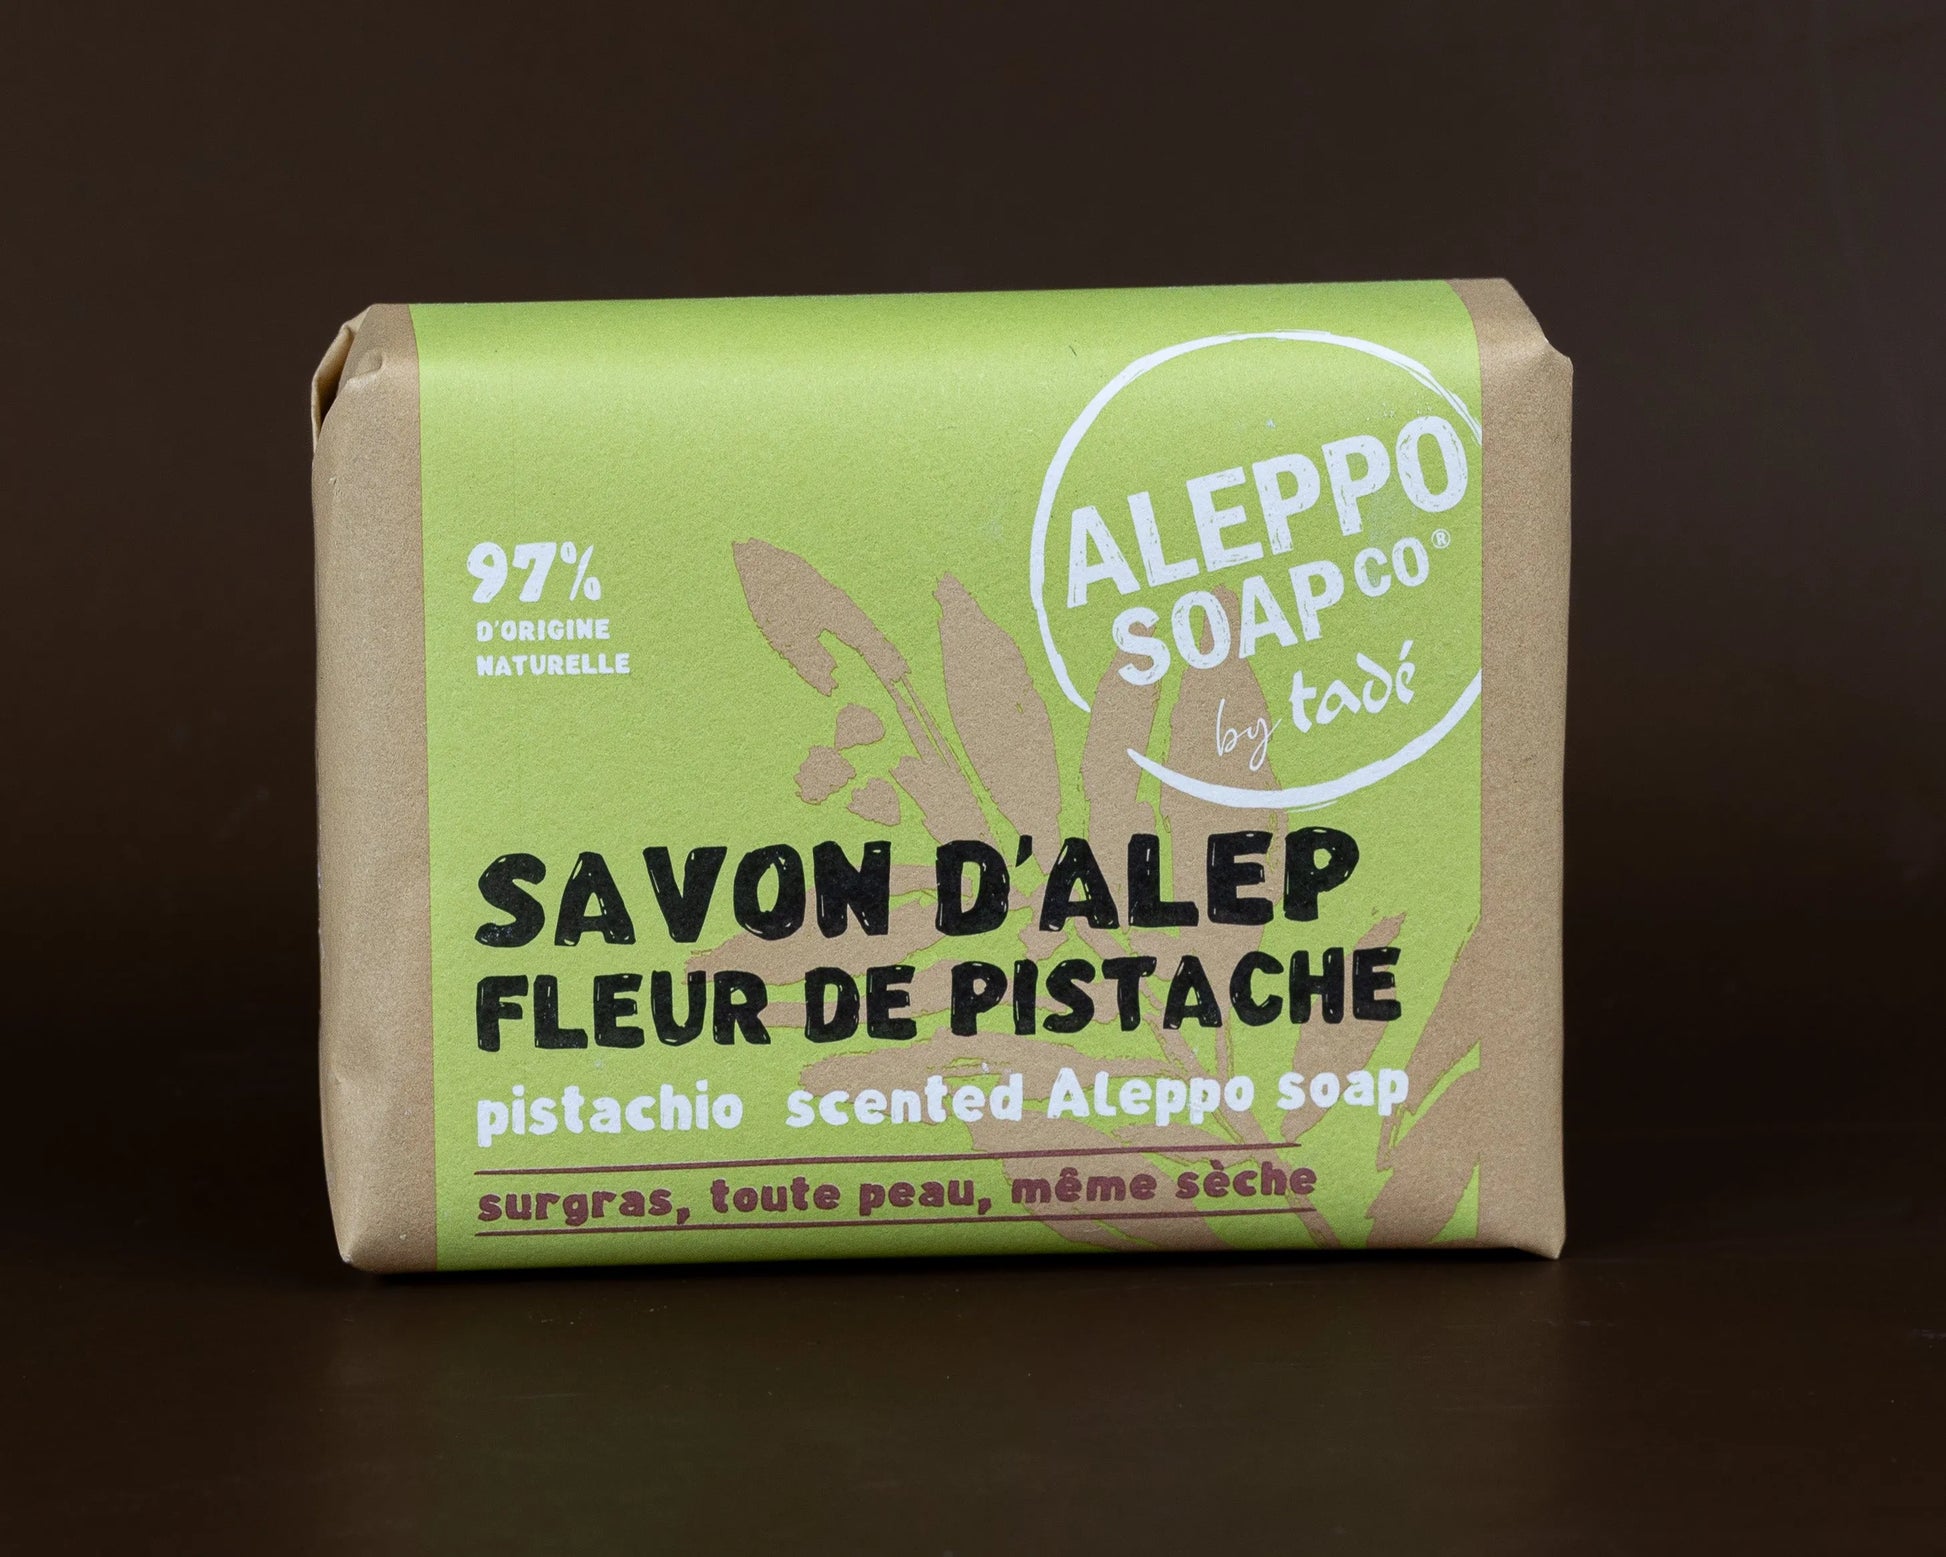 ALEPPO
SOAP CO®
by tadé
97%
D'ORIGINE
NATURELLE
SAVON D'ALEP
FLEUR DE PISTACHE
pistachio scented Aleppo soap
surgras, toute peau, même sèche